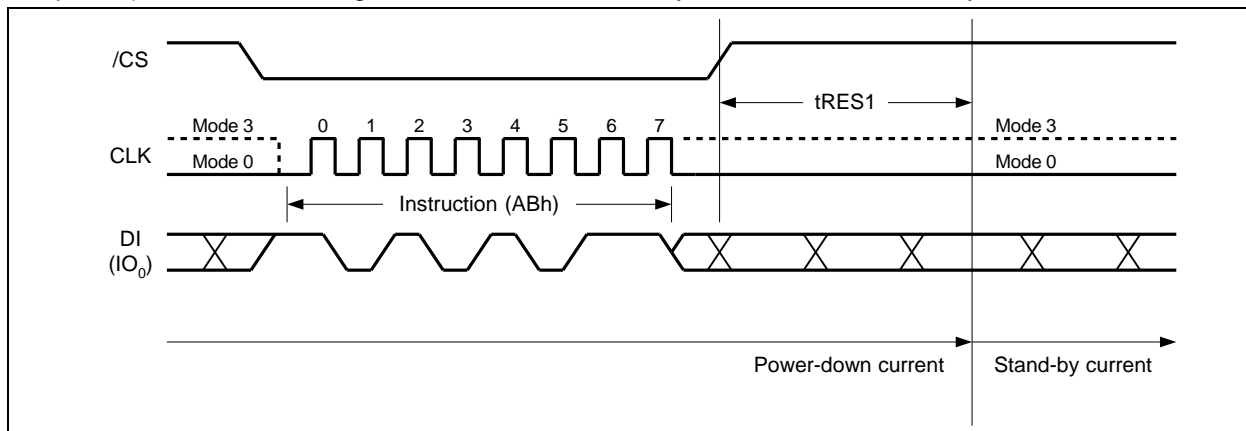 /CS
tRES1
Mode 3 0 1 2 3 4 5 6 7 Mode 3
CLK
Mode 0 Mode 0
Instruction (ABh)
DI
(IO0)
Power-down current Stand-by current